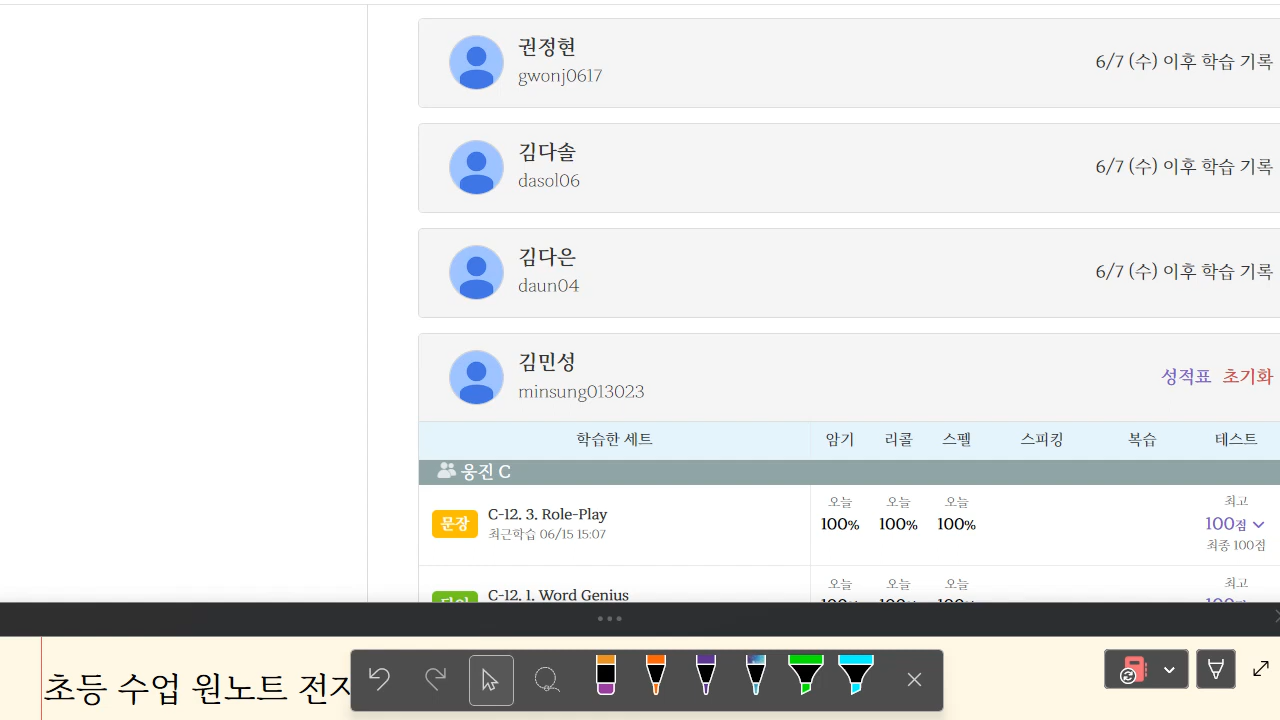 권정현
gwonj0617
6/7 (수) 이후 학습 기록
김다솔
dasol06
6/7 (수) 이후 학습 기록
김다은
daun04
6/7 (수) 이후 학습 기록
김민성
minsung013023
성적표 초기화
학습한 세트 암기 리콜 스펠 스피킹 복습 테스트
웅진 C
문장 C-12. 3. Role-Play
최근학습 06/15 15:07
오늘 100% 오늘 100% 오늘 100%
최고
100점
최종 100점
C-12. 1. Word Genius
오늘 오늘 오늘 최고
초등 수업 원노트